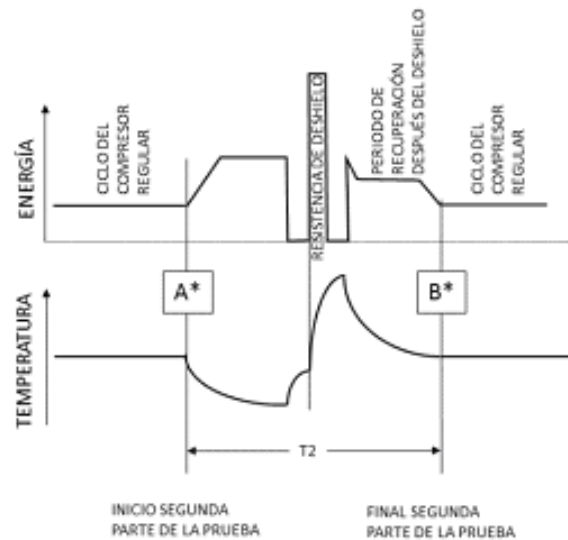 ENERGÍA
CICLO DEL
COMPRESOR
REGULAR
RESISTENCIA DE DESHIELO
PERIODO DE
RECUPERACIÓN
DESPUÉS DEL DESHIELO
CICLO DEL
COMPRESOR
REGULAR
A*
B*
TEMPERATURA
T2
INICIO SEGUNDA
PARTE DE LA PRUEBA
FINAL SEGUNDA
PARTE DE LA PRUEBA